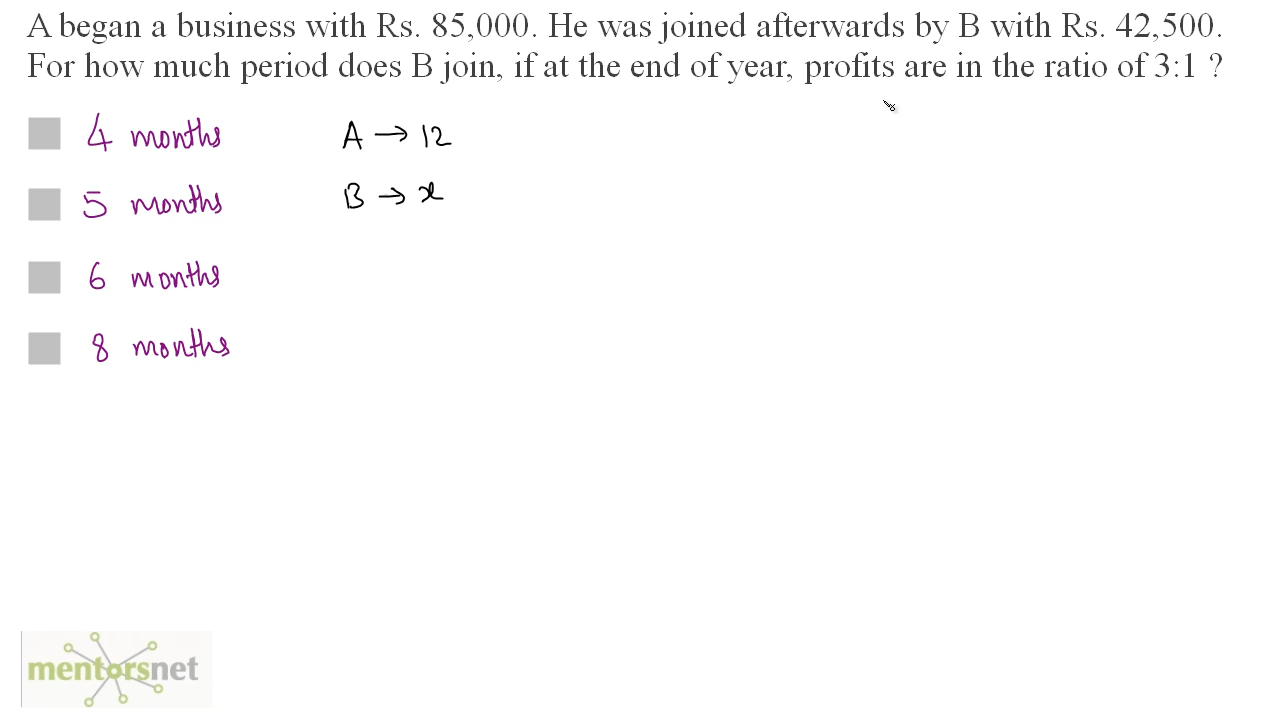 A began a business with Rs. 85,000. He was joined afterwards by B with Rs. 42,500.
For how much period does B join, if at the end of year, profits are in the ratio of 3:1 ?
4 months
5 months
6 months
8 months
A → 12
B → x
mentorsnet